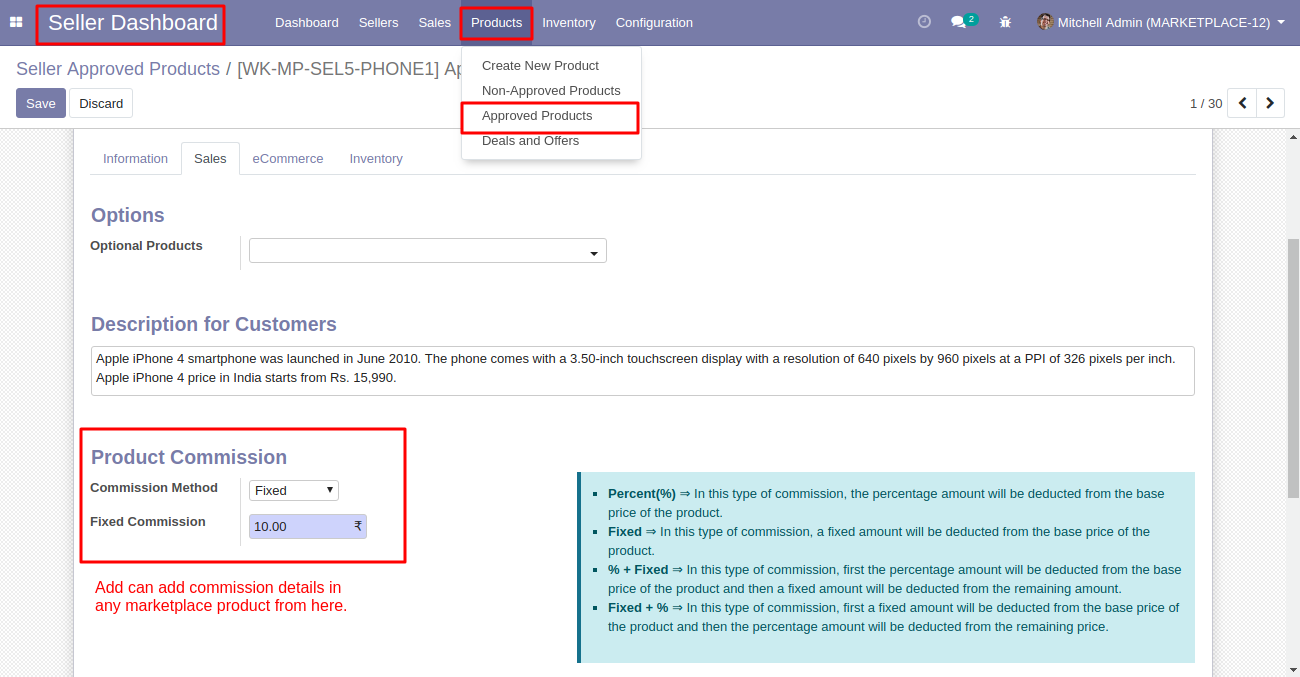 Seller Dashboard
Dashboard Sellers Sales Products Inventory Configuration
2
Mitchell Admin (MARKETPLACE-12)
Seller Approved Products / [WK-MP-SEL5-PHONE1]
Create New Product
Non-Approved Products
Approved Products
Deals and Offers
Save Discard
1 / 30
Information Sales eCommerce Inventory
Options
Optional Products
Description for Customers
Apple iPhone 4 smartphone was launched in June 2010. The phone comes with a 3.50-inch touchscreen display with a resolution of 640 pixels by 960 pixels at a PPI of 326 pixels per inch.
Apple iPhone 4 price in India starts from Rs. 15,990.
Product Commission
Commission Method Fixed
Fixed Commission 10.00 ₹
Add can add commission details in
any marketplace product from here.
Percent(%) ⇒ In this type of commission, the percentage amount will be deducted from the base
price of the product.
Fixed ⇒ In this type of commission, a fixed amount will be deducted from the base price of the
product.
% + Fixed ⇒ In this type of commission, first the percentage amount will be deducted from the base
price of the product and then a fixed amount will be deducted from the remaining amount.
Fixed + % ⇒ In this type of commission, first a fixed amount will be deducted from the base price of
the product and then the percentage amount will be deducted from the remaining price.